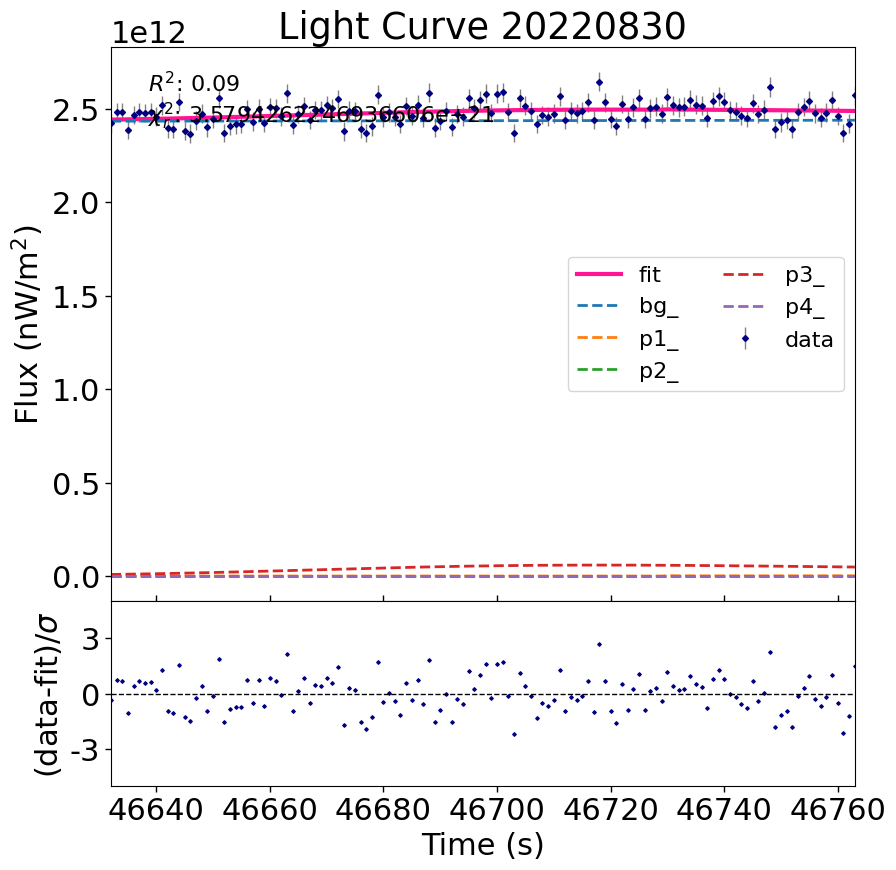 Light Curve 20220830
1e12
R²: 0.09
2.5
2.0
1.5
1.0
0.5
0.0
Flux (nW/m²)
fit
bg_
p1_
p2_
p3_
p4_
data
3
0
-3
(data-fit)/σ
46640 46660 46680 46700 46720 46740 46760
Time (s)